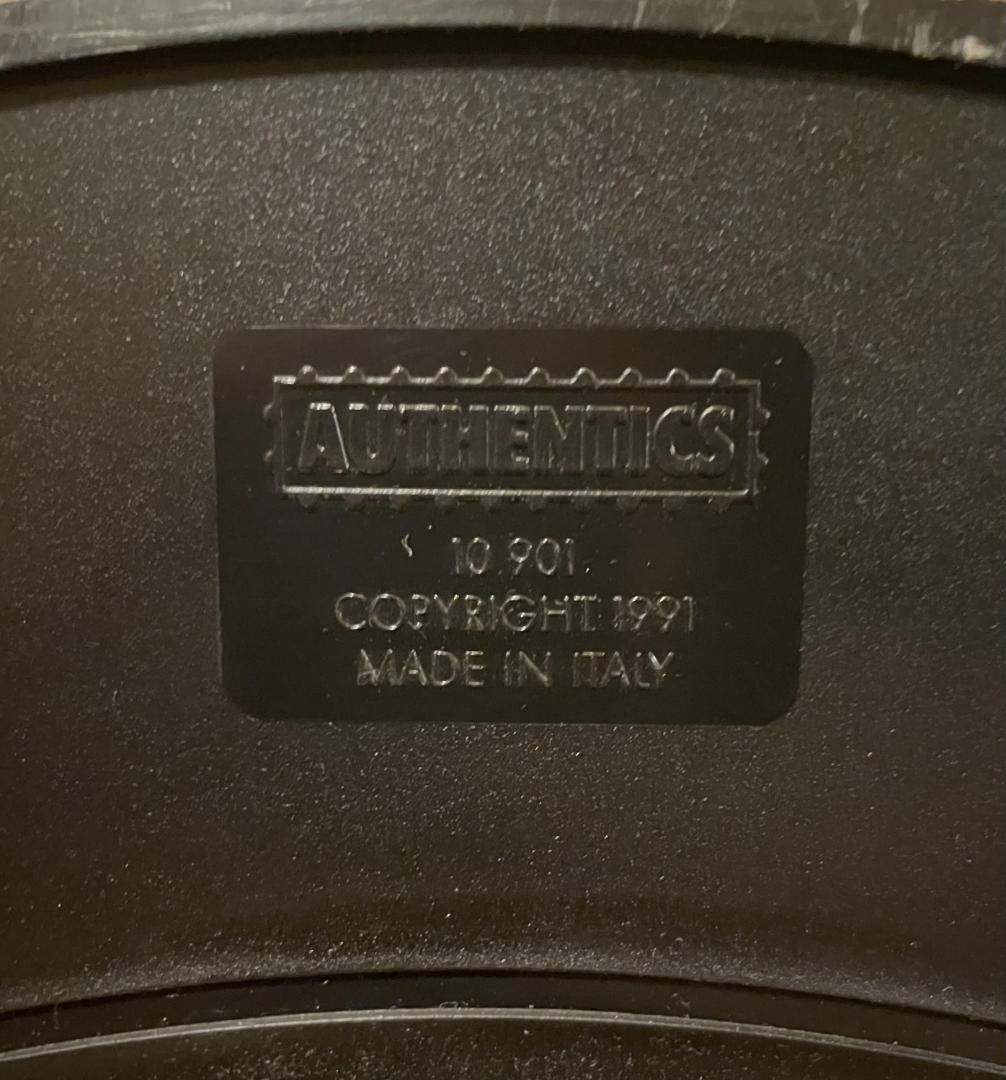 AUTHENTICS
10 901
COPYRIGHT 1991
MADE IN ITALY